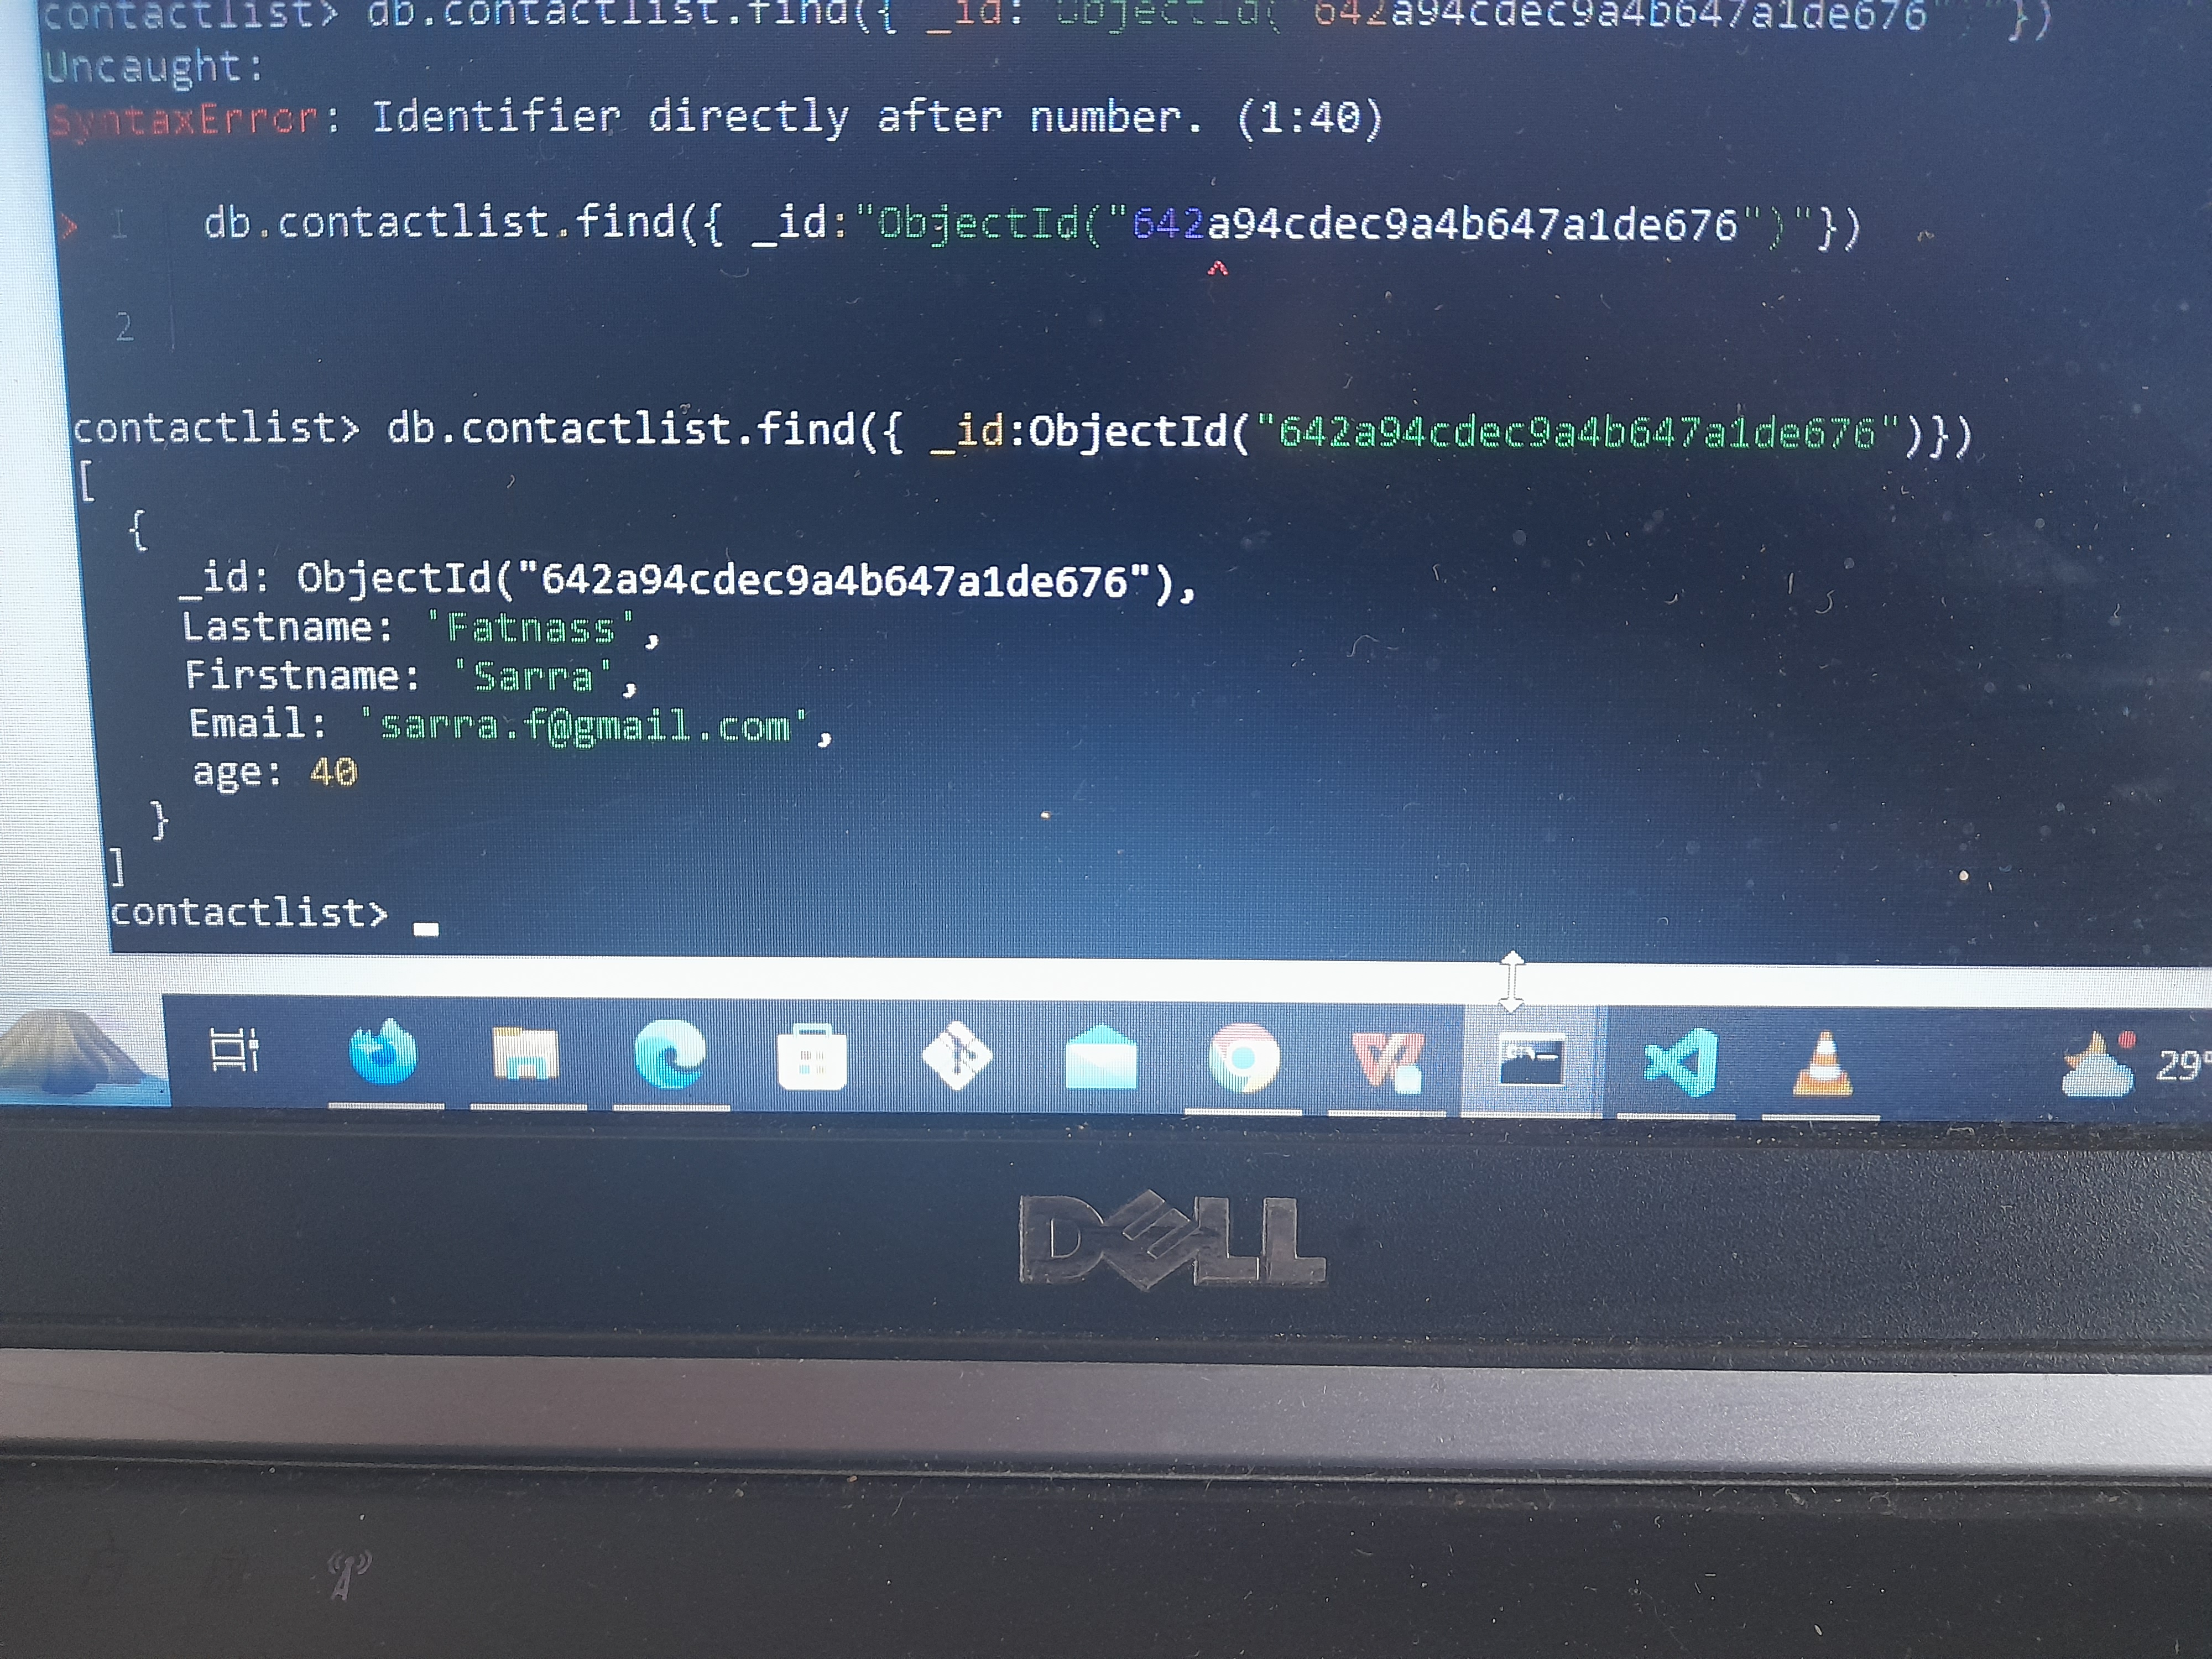 contactlist> db.contactlist.find({ _id:"ObjectId("642a94cdec9a4b647a1de676")"})
Uncaught:
SyntaxError: Identifier directly after number. (1:40)
> 1 | db.contactlist.find({ _id:"ObjectId("642a94cdec9a4b647a1de676")"})
^
2 |
contactlist> db.contactlist.find({ _id:ObjectId("642a94cdec9a4b647a1de676")})
[
{
_id: ObjectId("642a94cdec9a4b647a1de676"),
Lastname: 'Fatnass',
Firstname: 'Sarra',
Email: 'sarra.f@gmail.com',
age: 40
}
]
contactlist> _
29°
DELL